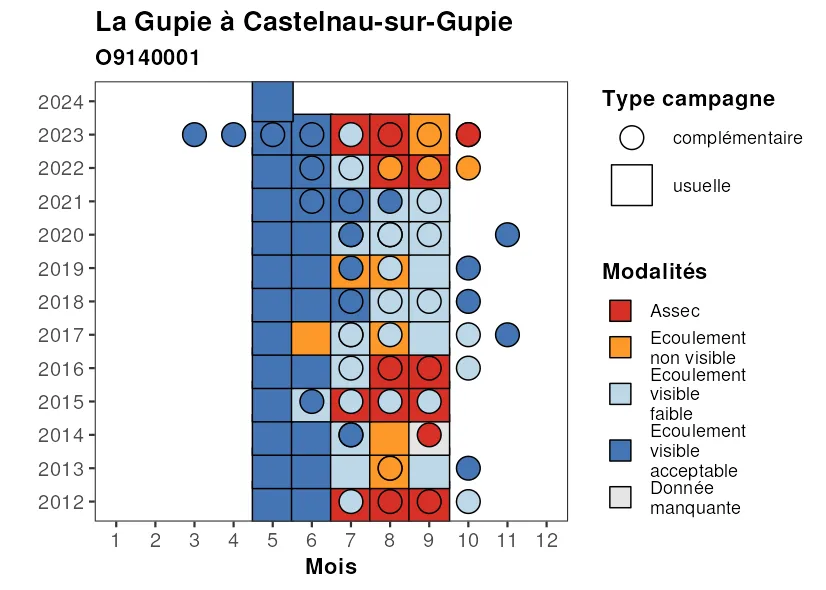 La Gupie à Castelnau-sur-Gupie
O9140001
2024
2023
2022
2021
2020
2019
2018
2017
2016
2015
2014
2013
2012
1 2 3 4 5 6 7 8 9 10 11 12
Mois
Type campagne
complémentaire
usuelle
Modalités
Assec
Ecoulement
non visible
Ecoulement
visible
faible
Ecoulement
visible
acceptable
Donnée
manquante